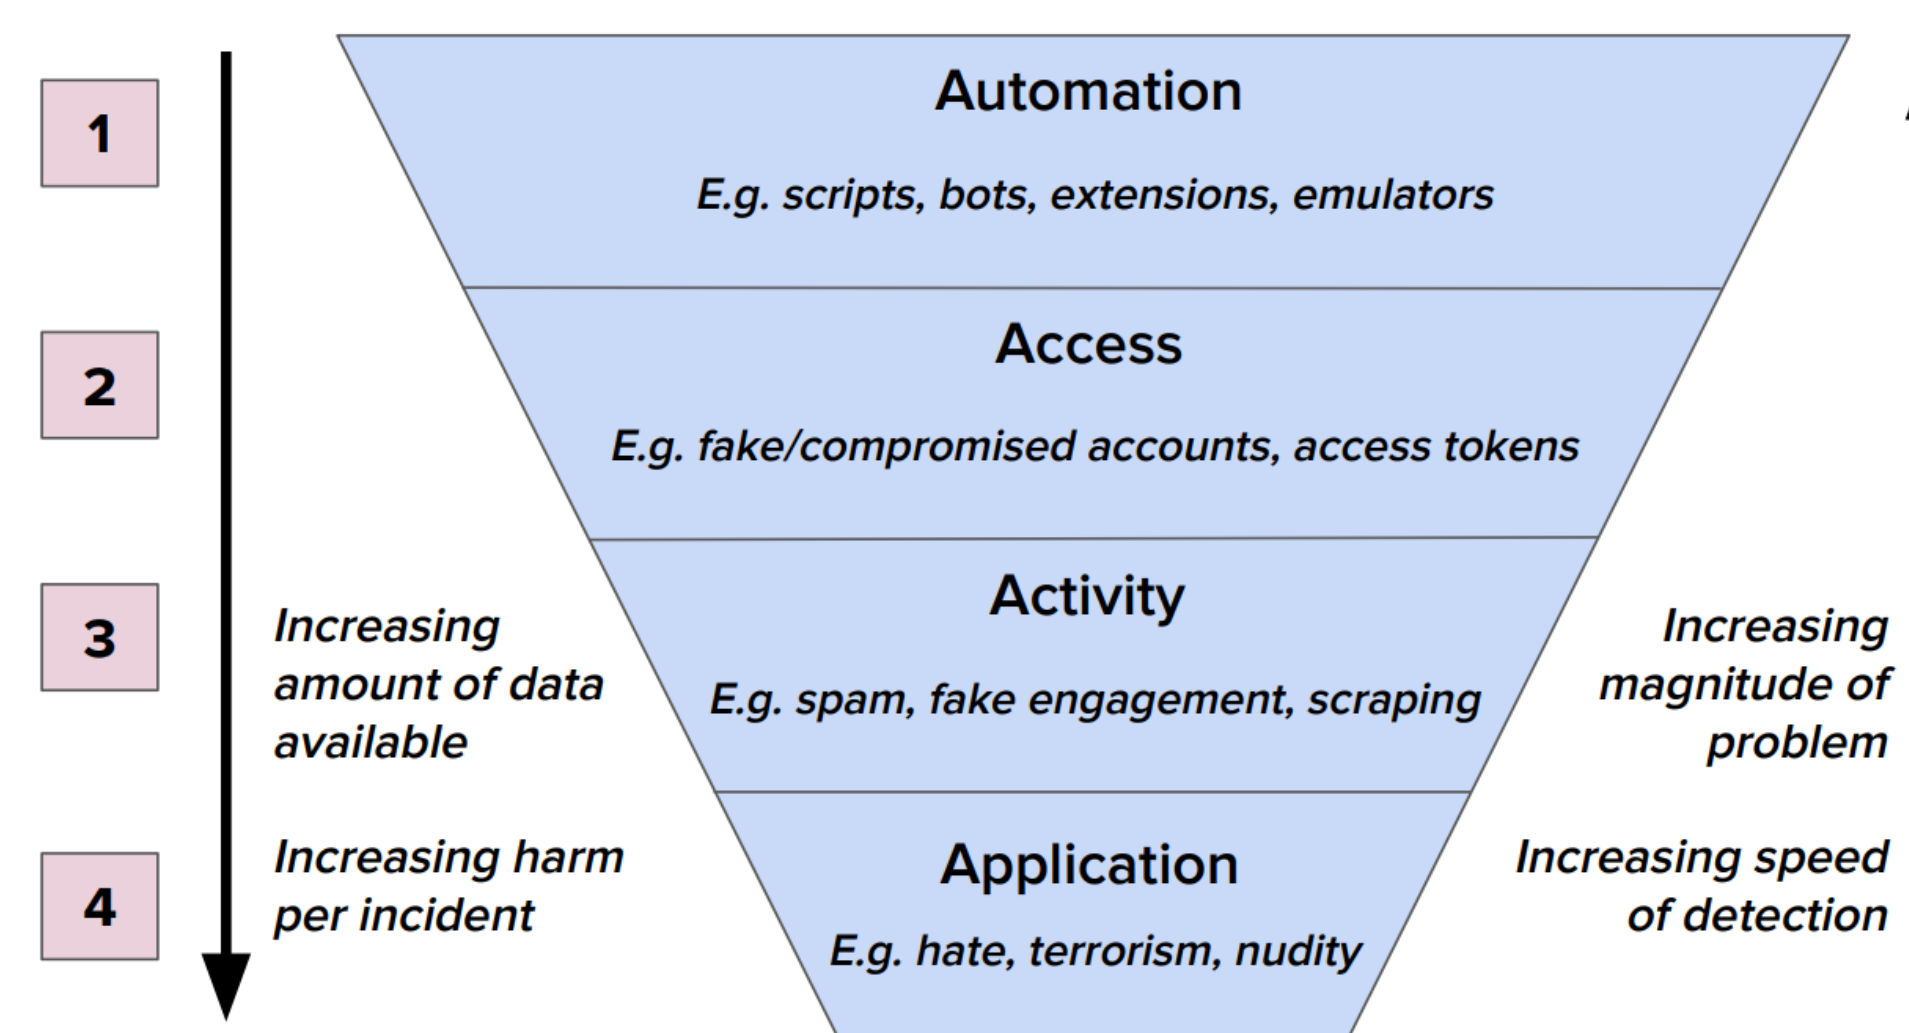 1
Automation
E.g. scripts, bots, extensions, emulators
2
Access
E.g. fake/compromised accounts, access tokens
3
Activity
E.g. spam, fake engagement, scraping
Increasing
amount of data
available
Increasing
magnitude of
problem
4
Application
E.g. hate, terrorism, nudity
Increasing harm
per incident
Increasing speed
of detection